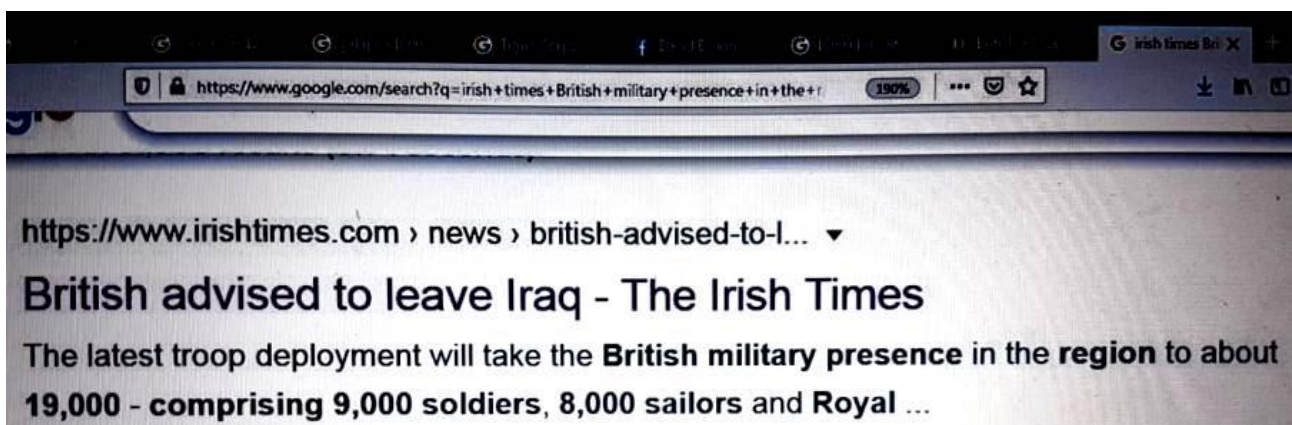 irish times Bri
https://www.google.com/search?q=irish+times+British+military+presence+in+the+r 190%
https://www.irishtimes.com › news › british-advised-to-l...
British advised to leave Iraq - The Irish Times
The latest troop deployment will take the British military presence in the region to about
19,000 - comprising 9,000 soldiers, 8,000 sailors and Royal ...